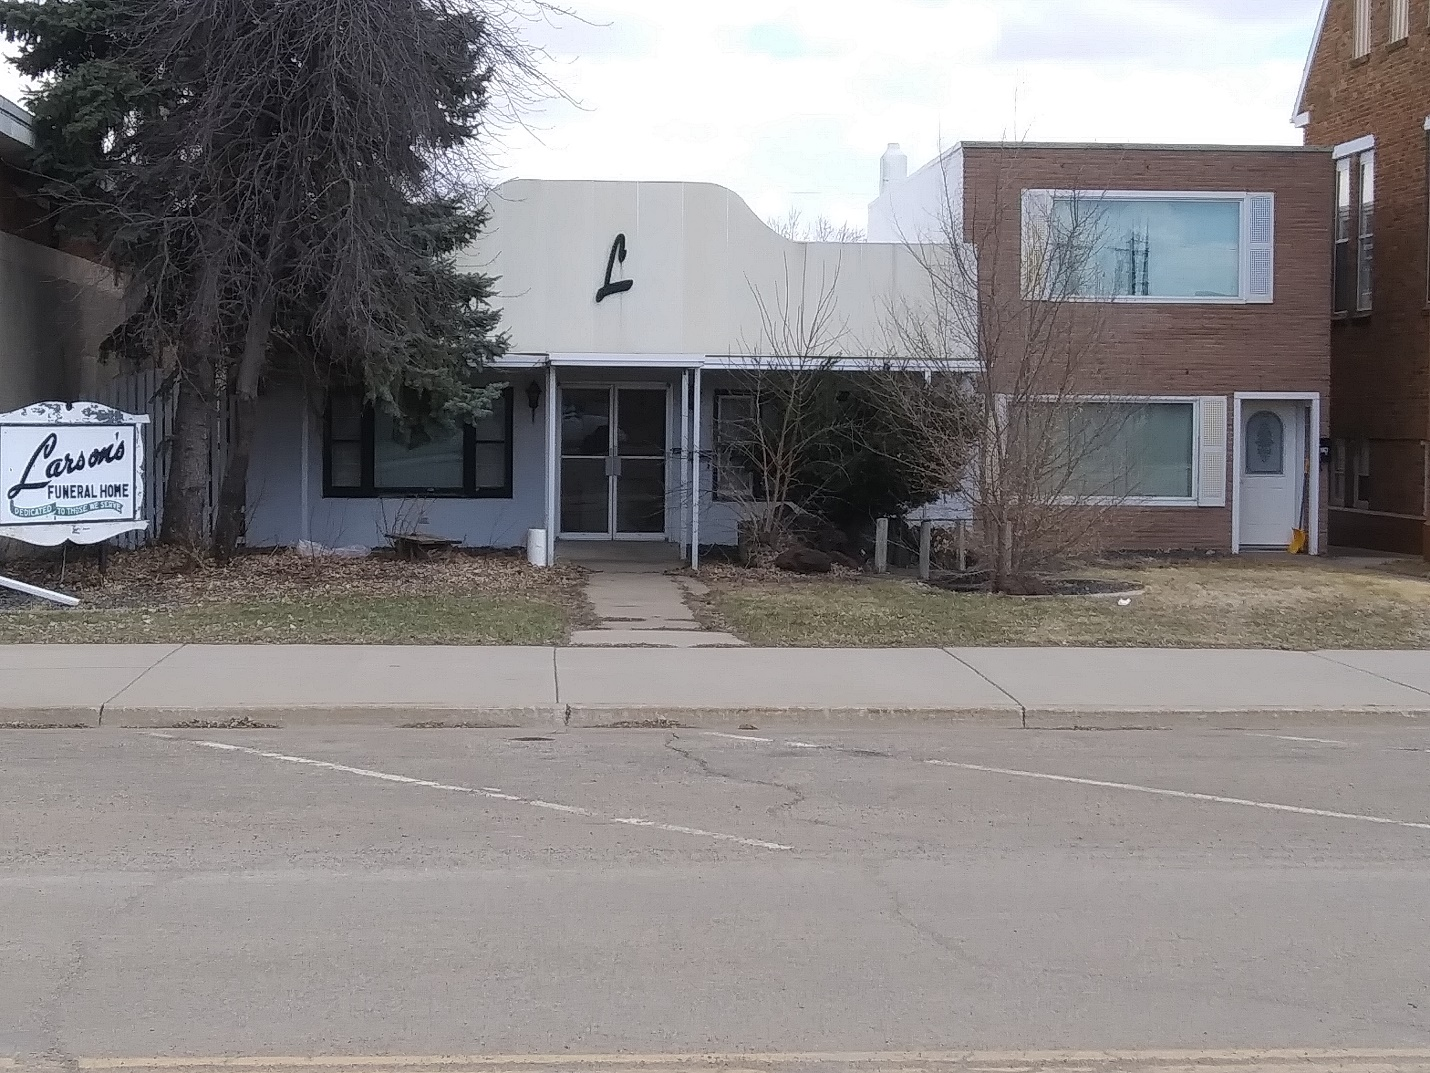 L
Larson's
FUNERAL HOME
DEDICATED TO THOSE WE SERVE